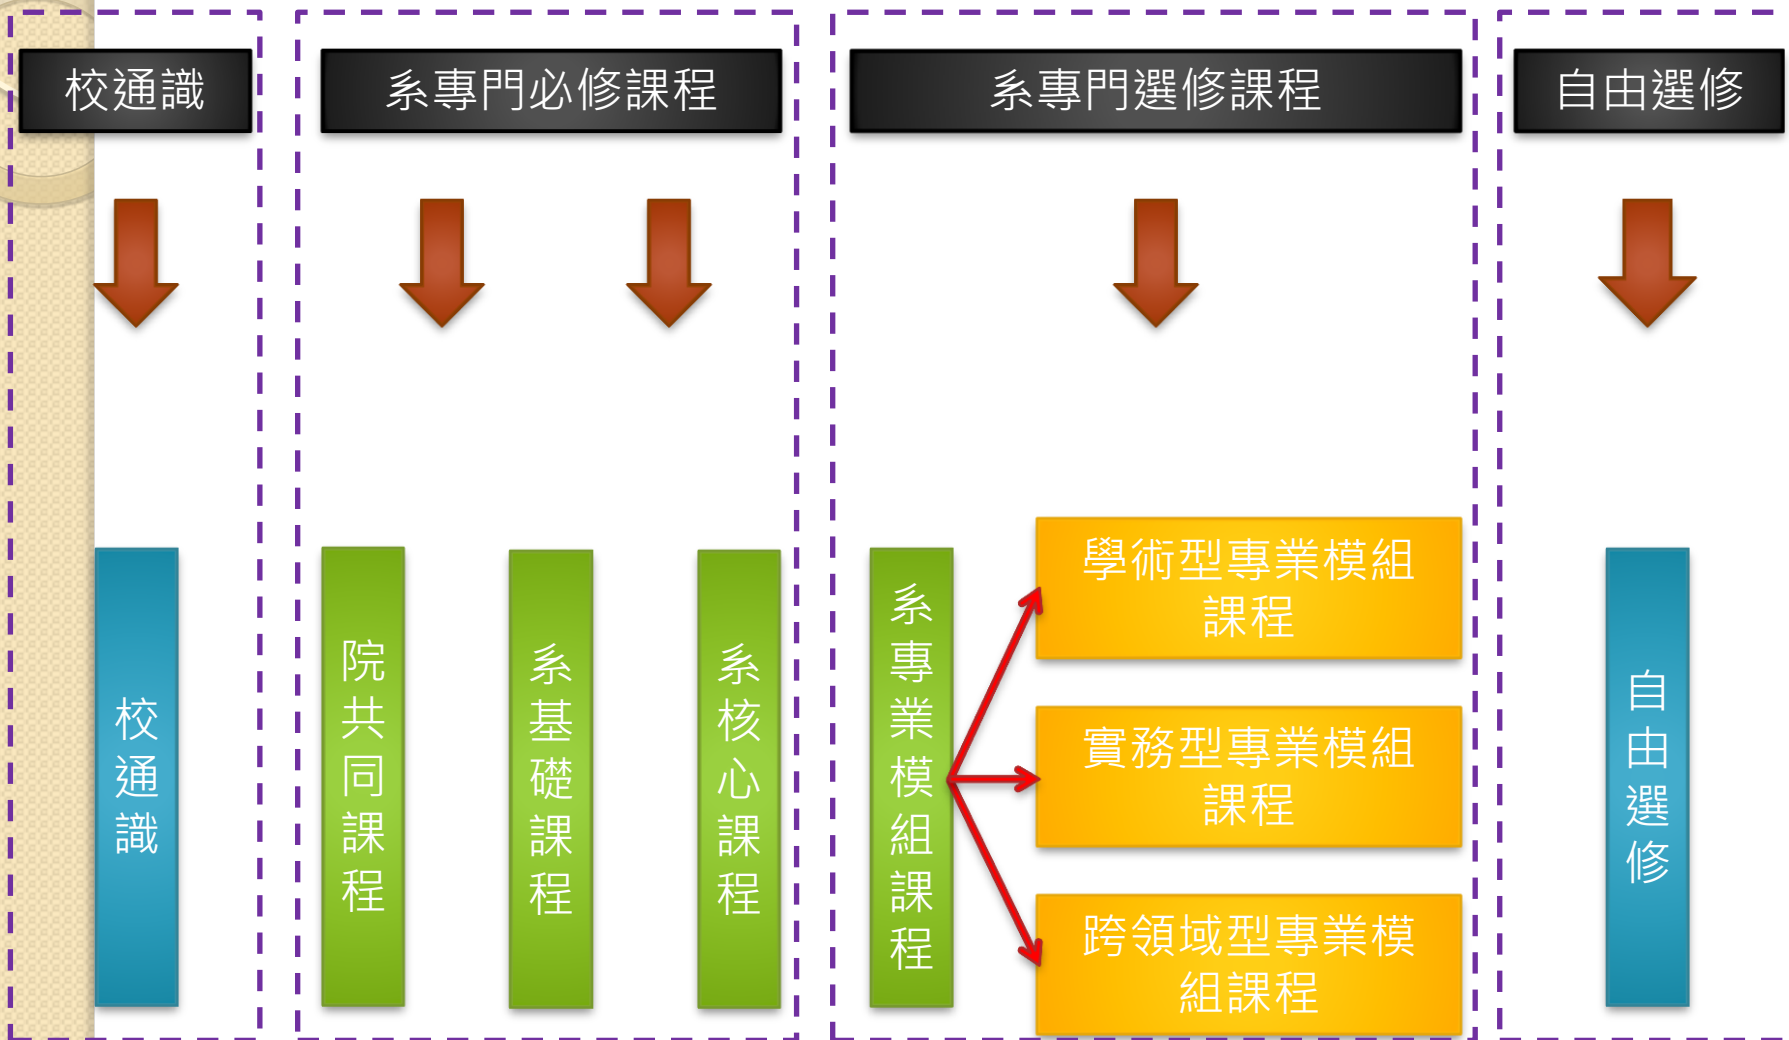 校通識
系專門必修課程
系專門選修課程
自由選修
校通識
院共同課程
系基礎課程
系核心課程
系專業模組課程
學術型專業模組
課程
實務型專業模組
課程
跨領域型專業模
組課程
自由選修